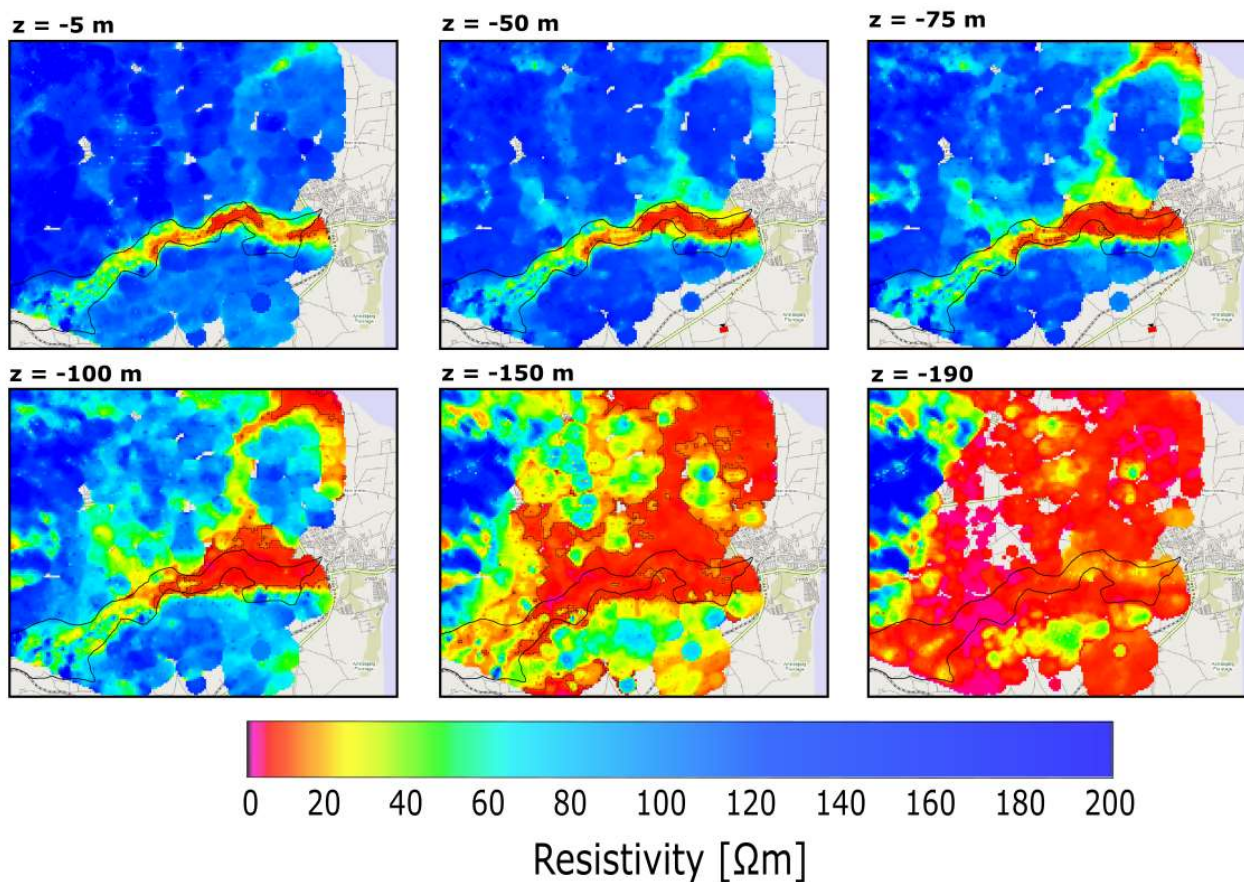 z = -5 m
z = -50 m
z = -75 m
z = -100 m
z = -150 m
z = -190
0 20 40 60 80 100 120 140 160 180 200
Resistivity [Ωm]